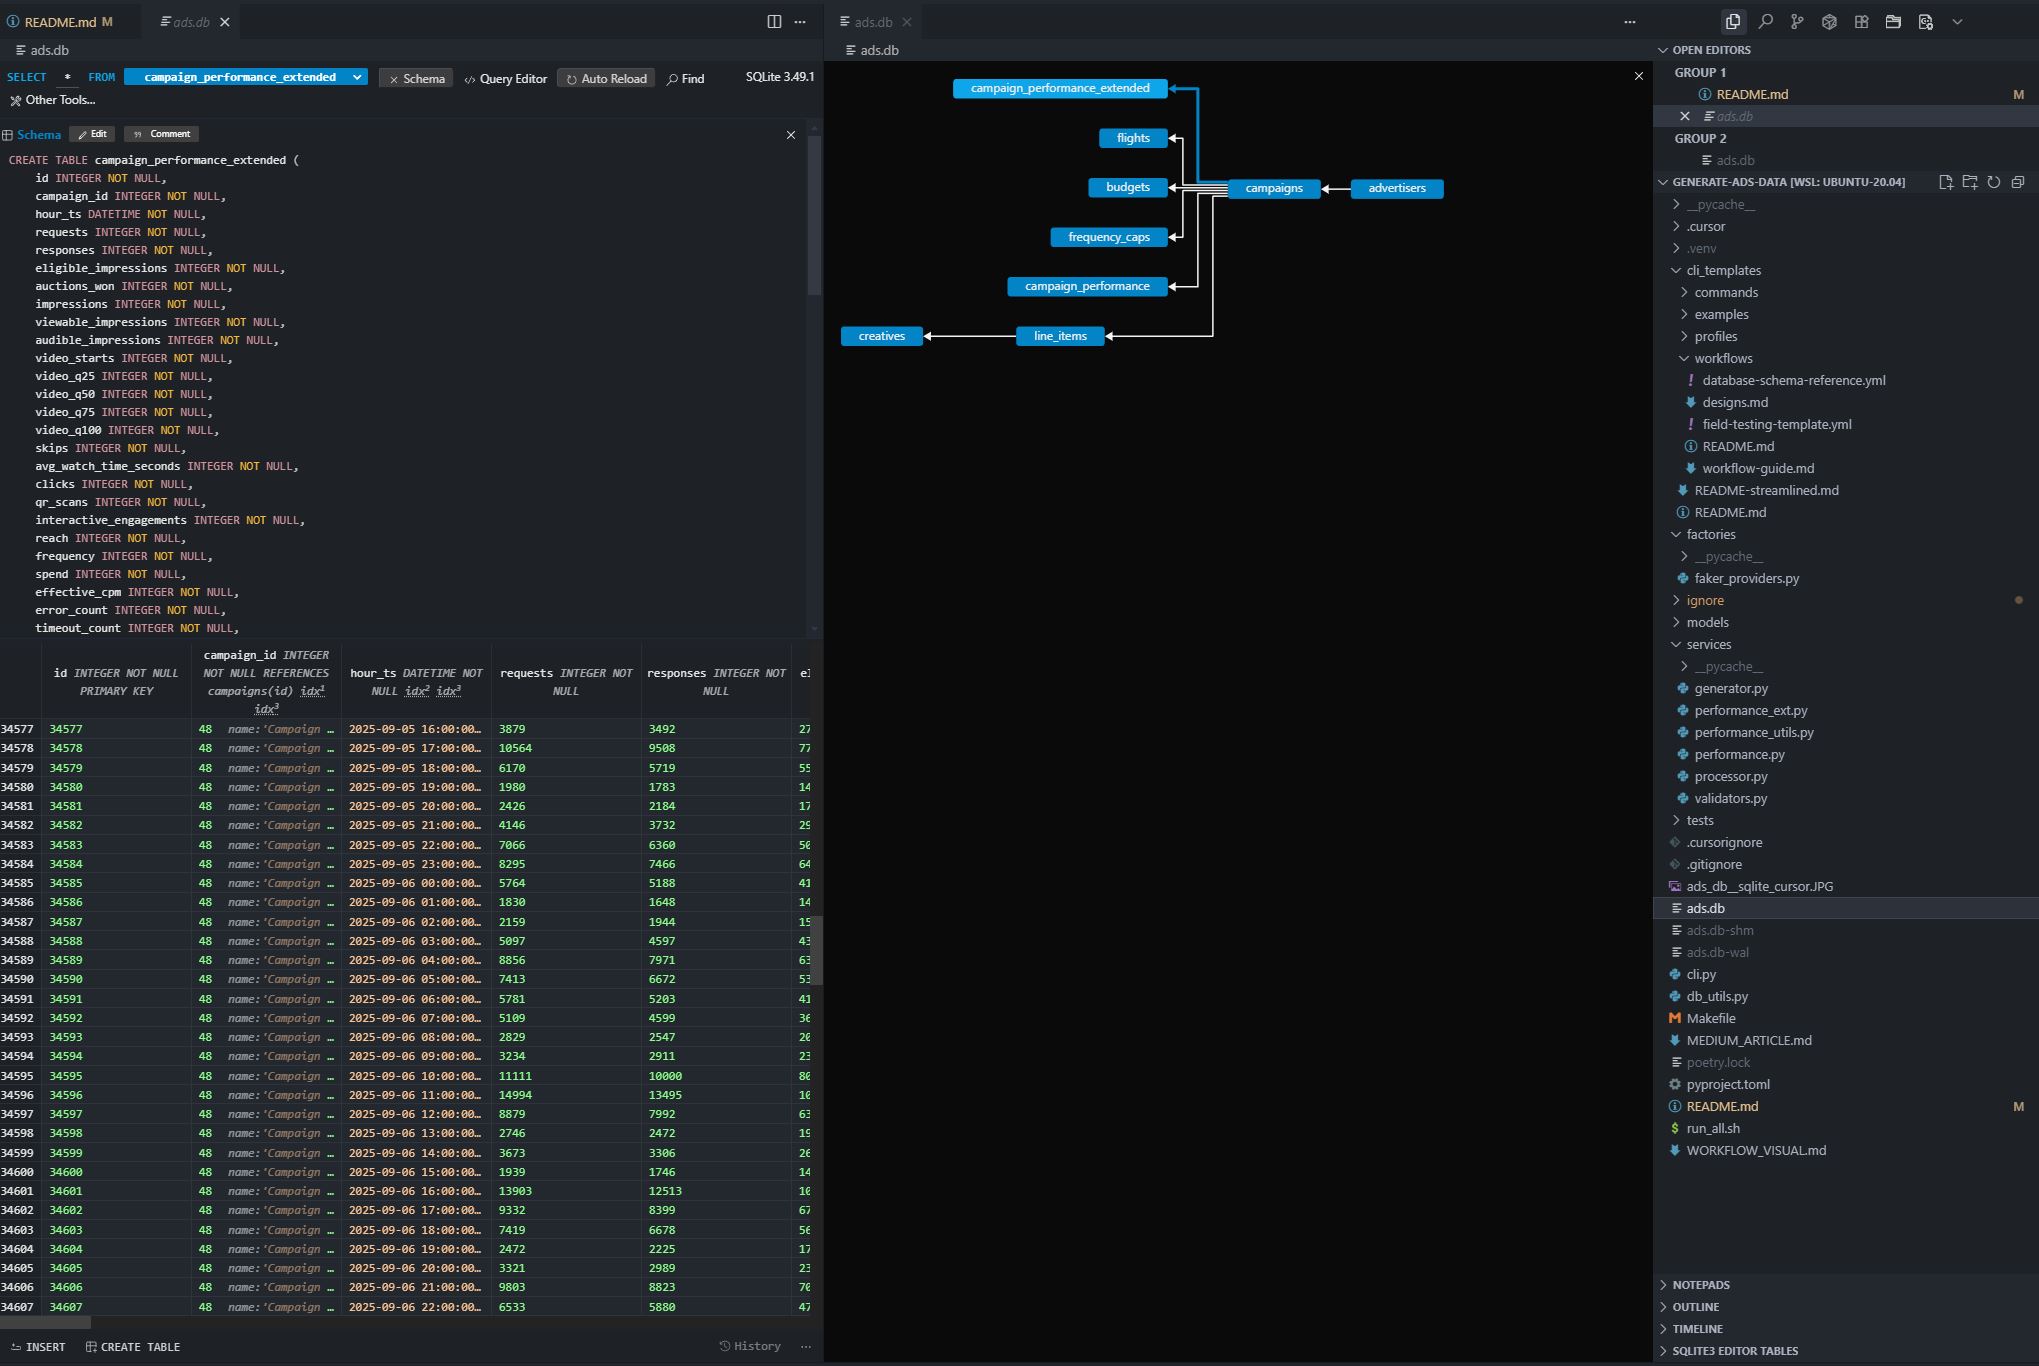 README.md M
ads.db
ads.db
SELECT * FROM campaign_performance_extended
Schema
Query Editor
Auto Reload
Find
SQLite 3.49.1
Other Tools...
Schema Edit Comment
CREATE TABLE campaign_performance_extended (
id INTEGER NOT NULL,
campaign_id INTEGER NOT NULL,
hour_ts DATETIME NOT NULL,
requests INTEGER NOT NULL,
responses INTEGER NOT NULL,
eligible_impressions INTEGER NOT NULL,
auctions_won INTEGER NOT NULL,
impressions INTEGER NOT NULL,
viewable_impressions INTEGER NOT NULL,
audible_impressions INTEGER NOT NULL,
video_starts INTEGER NOT NULL,
video_q25 INTEGER NOT NULL,
video_q50 INTEGER NOT NULL,
video_q75 INTEGER NOT NULL,
video_q100 INTEGER NOT NULL,
skips INTEGER NOT NULL,
avg_watch_time_seconds INTEGER NOT NULL,
clicks INTEGER NOT NULL,
qr_scans INTEGER NOT NULL,
interactive_engagements INTEGER NOT NULL,
reach INTEGER NOT NULL,
frequency INTEGER NOT NULL,
spend INTEGER NOT NULL,
effective_cpm INTEGER NOT NULL,
error_count INTEGER NOT NULL,
timeout_count INTEGER NOT NULL,
id INTEGER NOT NULL PRIMARY KEY
campaign_id INTEGER NOT NULL REFERENCES campaigns(id) idx1 idx3
hour_ts DATETIME NOT NULL idx2 idx3
requests INTEGER NOT NULL
responses INTEGER NOT NULL
el
34577 34577 48 name:'Campaign … 2025-09-05 16:00:00… 3879 3492 27
34578 34578 48 name:'Campaign … 2025-09-05 17:00:00… 10564 9508 77
34579 34579 48 name:'Campaign … 2025-09-05 18:00:00… 6170 5719 55
34580 34580 48 name:'Campaign … 2025-09-05 19:00:00… 1980 1783 14
34581 34581 48 name:'Campaign … 2025-09-05 20:00:00… 2426 2184 17
34582 34582 48 name:'Campaign … 2025-09-05 21:00:00… 4146 3732 29
34583 34583 48 name:'Campaign … 2025-09-05 22:00:00… 7066 6360 50
34584 34584 48 name:'Campaign … 2025-09-05 23:00:00… 8295 7466 64
34585 34585 48 name:'Campaign … 2025-09-06 00:00:00… 5764 5188 41
34586 34586 48 name:'Campaign … 2025-09-06 01:00:00… 1830 1648 14
34587 34587 48 name:'Campaign … 2025-09-06 02:00:00… 2159 1944 15
34588 34588 48 name:'Campaign … 2025-09-06 03:00:00… 5097 4597 43
34589 34589 48 name:'Campaign … 2025-09-06 04:00:00… 8856 7971 63
34590 34590 48 name:'Campaign … 2025-09-06 05:00:00… 7413 6672 53
34591 34591 48 name:'Campaign … 2025-09-06 06:00:00… 5781 5203 41
34592 34592 48 name:'Campaign … 2025-09-06 07:00:00… 5109 4599 36
34593 34593 48 name:'Campaign … 2025-09-06 08:00:00… 2829 2547 20
34594 34594 48 name:'Campaign … 2025-09-06 09:00:00… 3234 2911 23
34595 34595 48 name:'Campaign … 2025-09-06 10:00:00… 11111 10000 80
34596 34596 48 name:'Campaign … 2025-09-06 11:00:00… 14994 13495 10
34597 34597 48 name:'Campaign … 2025-09-06 12:00:00… 8879 7992 63
34598 34598 48 name:'Campaign … 2025-09-06 13:00:00… 2746 2472 19
34599 34599 48 name:'Campaign … 2025-09-06 14:00:00… 3673 3306 26
34600 34600 48 name:'Campaign … 2025-09-06 15:00:00… 1939 1746 14
34601 34601 48 name:'Campaign … 2025-09-06 16:00:00… 13903 12513 10
34602 34602 48 name:'Campaign … 2025-09-06 17:00:00… 9332 8399 67
34603 34603 48 name:'Campaign … 2025-09-06 18:00:00… 7419 6678 56
34604 34604 48 name:'Campaign … 2025-09-06 19:00:00… 2472 2225 17
34605 34605 48 name:'Campaign … 2025-09-06 20:00:00… 3321 2989 23
34606 34606 48 name:'Campaign … 2025-09-06 21:00:00… 9803 8823 70
34607 34607 48 name:'Campaign … 2025-09-06 22:00:00… 6533 5880 47
INSERT
CREATE TABLE
History
ads.db
ads.db
campaign_performance_extended
flights
budgets
campaigns
advertisers
frequency_caps
campaign_performance
creatives
line_items
OPEN EDITORS
GROUP 1
README.md M
ads.db
GROUP 2
ads.db
GENERATE-ADS-DATA [WSL: UBUNTU-20.04]
__pycache__
.cursor
.venv
cli_templates
commands
examples
profiles
workflows
database-schema-reference.yml
designs.md
field-testing-template.yml
README.md
workflow-guide.md
README-streamlined.md
README.md
factories
__pycache__
faker_providers.py
ignore
models
services
__pycache__
generator.py
performance_ext.py
performance_utils.py
performance.py
processor.py
validators.py
tests
.cursorignore
.gitignore
ads_db__sqlite_cursor.JPG
ads.db
ads.db-shm
ads.db-wal
cli.py
db_utils.py
Makefile
MEDIUM_ARTICLE.md
poetry.lock
pyproject.toml
README.md M
run_all.sh
WORKFLOW_VISUAL.md
NOTEPADS
OUTLINE
TIMELINE
SQLITE3 EDITOR TABLES